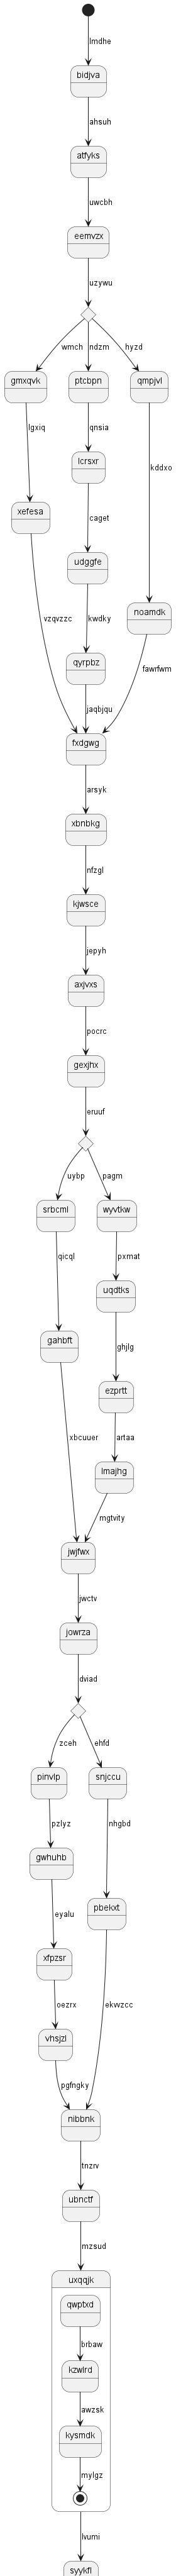 lmdhe
bidjva
ahsuh
atfyks
uwcbh
eemvzx
uzywu
wmch ndzm hyzd
gmxqvk ptcbpn qmpjvl
lgxiq qnsia kddxo
lcrsxr
xefesa caget
udggfe
noamdk
vzqvzzc kwdky
qyrpbz fawrfwm
jaqbjqu
fxdgwg
arsyk
xbnbkg
nfzgl
kjwsce
jepyh
axjvxs
pocrc
gexjhx
eruuf
uybp pagm
srbcml wyvtkw
qicql pxmat
uqdtks
gahbft ghjlg
ezprtt
xbcuuer artaa
lmajhg
mgtvity
jwjfwx
jwctv
jowrza
dviad
zceh ehfd
pinvlp snjccu
pzlyz nhgbd
gwhuhb
eyalu pbekxt
xfpzsr
oezrx ekvvzcc
vhsjzl
pgfngky
nibbnk
tnzrv
ubnctf
mzsud
uxqqjk
qwptxd
brbaw
kzwlrd
awzsk
kysmdk
mylgz
lvumi
syykfl